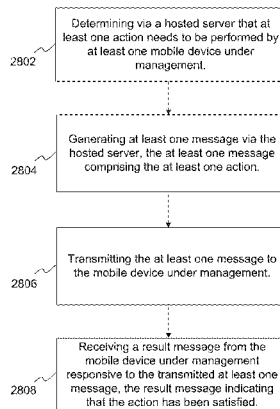 2802
Determining via a hosted server that at
least one action needs to be performed by
at least one mobile device under
management.
2804
Generating at least one message via the
hosted server, the at least one message
comprising the at least one action.
2806
Transmitting the at least one message to
the mobile device under management.
2808
Receiving a result message from the
mobile device under management
responsive to the transmitted at least one
message, the result message indicating
that the action has been satisfied.